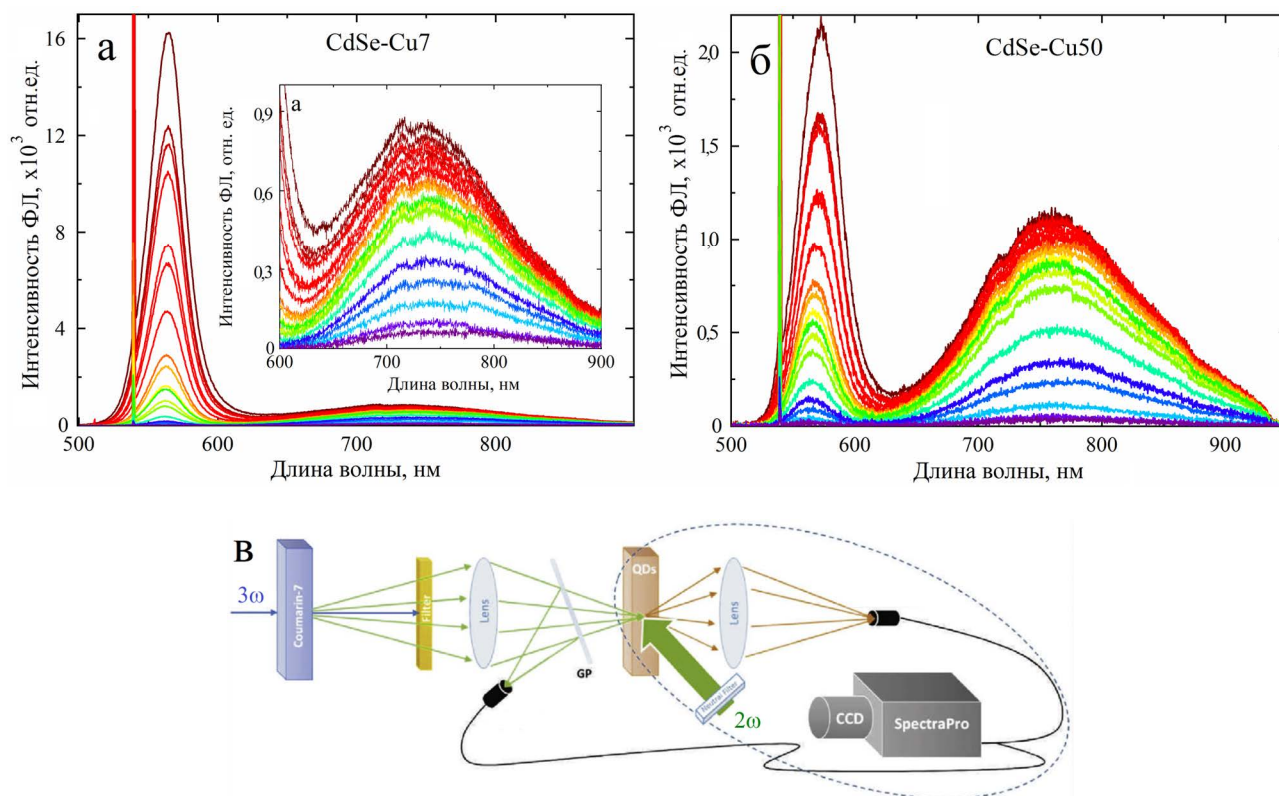 а
CdSe-Cu7
Интенсивность ФЛ, x10³ отн.ед.
16
12
8
4
0
500
600
700
800
Длина волны, нм
а
Интенсивность ФЛ, отн. ед.
0,9
0,6
0,3
0
600
700
800
900
Длина волны, нм
б
CdSe-Cu50
Интенсивность ФЛ, x10³ отн.ед.
2,0
1,5
1,0
0,5
0
500
600
700
800
900
Длина волны, нм
в
3ω
Coumarin-7
Filter
Lens
GP
QDs
Lens
Neutral Filter
2ω
CCD
SpectraPro